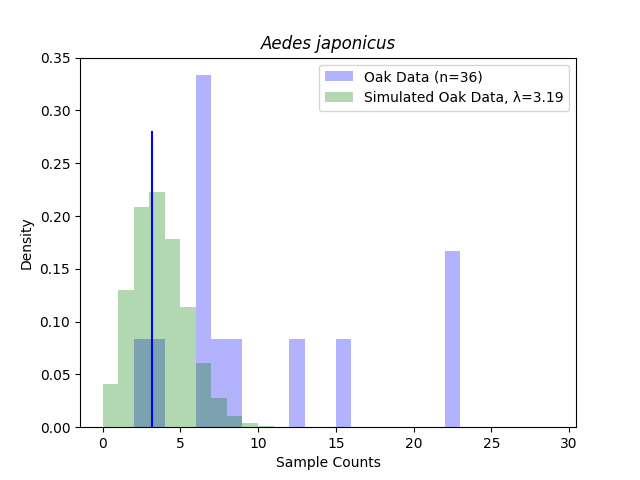 Aedes japonicus
Oak Data (n=36)
Simulated Oak Data, λ=3.19
Density
0.35
0.30
0.25
0.20
0.15
0.10
0.05
0.00
0 5 10 15 20 25 30
Sample Counts